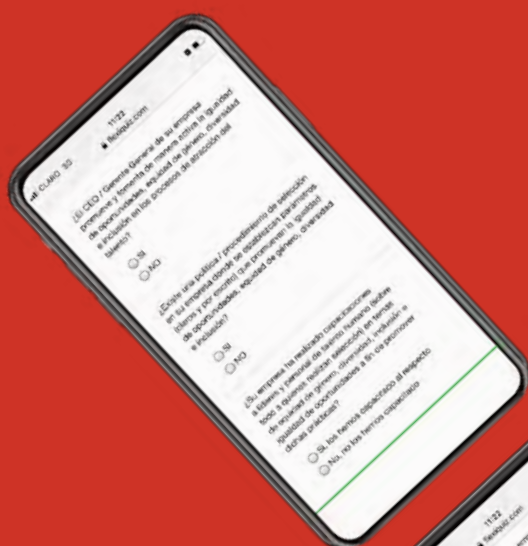 CLARO 3G
11:22
flexiquiz.com
¿El CEO / Gerente General de su empresa
promueve y fomenta de manera activa la igualdad
de oportunidades, equidad de género, diversidad
e inclusión en los procesos de atracción del
talento?
SI
NO
¿Existe una política / procedimiento de selección
en su empresa donde se establezcan parámetros
(claros y por escrito) que promuevan la igualdad
de oportunidades, equidad de género, diversidad
e inclusión?
SI
NO
¿Su empresa ha realizado capacitaciones
a líderes y personal de talento humano (sobre
todo a quienes realizan selección) en temas
de equidad de género, diversidad, inclusión e
igualdad de oportunidades a fin de promover
dichas prácticas?
SI, los hemos capacitado al respecto
No, no los hemos capacitado
11:22
flexiquiz.com